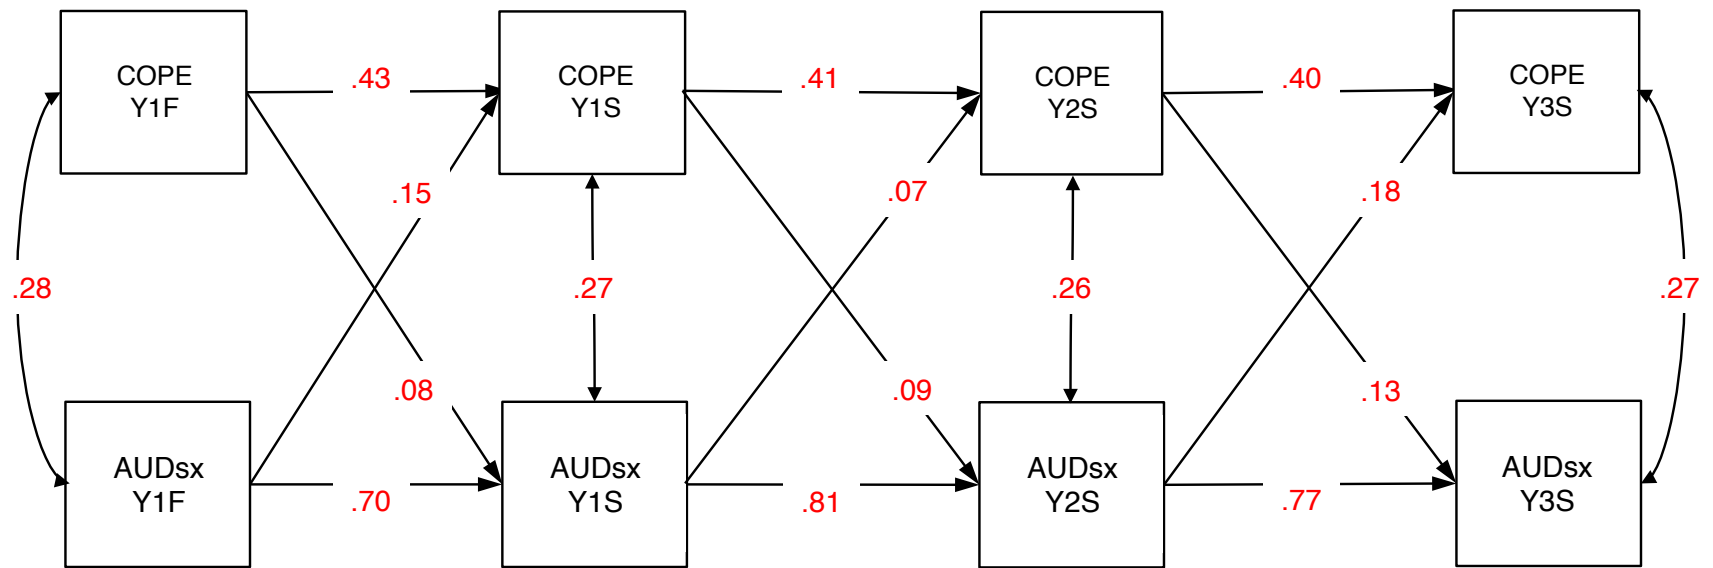 COPE
Y1F
COPE
Y1S
COPE
Y2S
COPE
Y3S
.43
.41
.40
.15
.07
.18
.28
.27
.26
.27
.08
.09
.13
AUDsx
Y1F
AUDsx
Y1S
AUDsx
Y2S
AUDsx
Y3S
.70
.81
.77